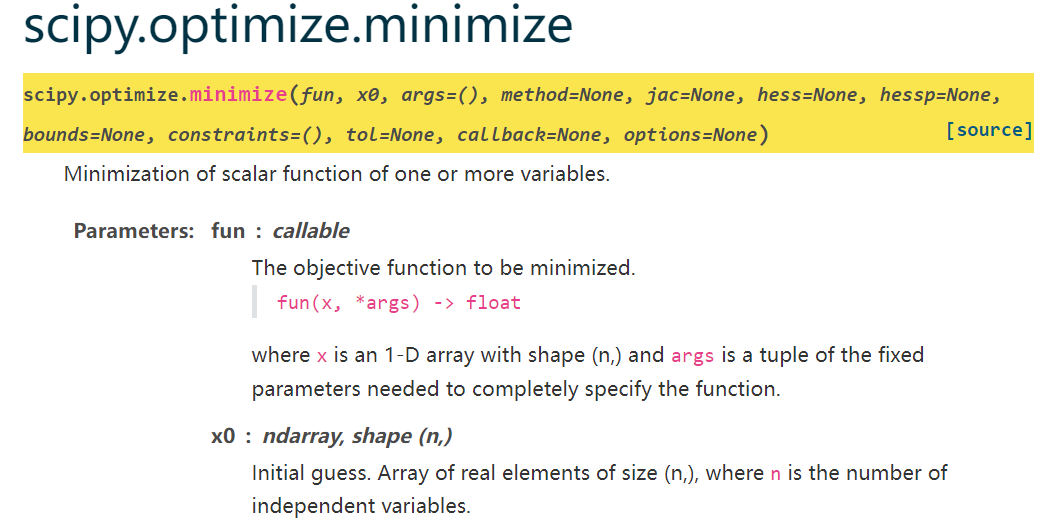 scipy.optimize.minimize
scipy.optimize.minimize(fun, x0, args=(), method=None, jac=None, hess=None, hessp=None,
bounds=None, constraints=(), tol=None, callback=None, options=None) [source]
Minimization of scalar function of one or more variables.
Parameters: fun : callable
The objective function to be minimized.
fun(x, *args) -> float
where x is an 1-D array with shape (n,) and args is a tuple of the fixed
parameters needed to completely specify the function.
x0 : ndarray, shape (n,)
Initial guess. Array of real elements of size (n,), where n is the number of
independent variables.